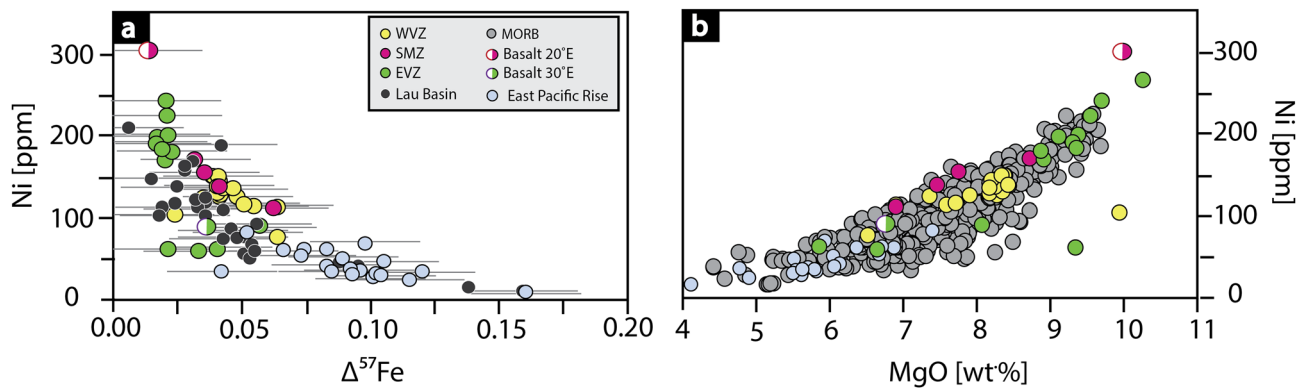 a
WVZ
SMZ
EVZ
Lau Basin
MORB
Basalt 20°E
Basalt 30°E
East Pacific Rise
Ni [ppm]
300
200
100
0
0.00 0.05 0.10 0.15 0.20
Δ57Fe
b
300
200
100
0
Ni [ppm]
4 5 6 7 8 9 10 11
MgO [wt.%]